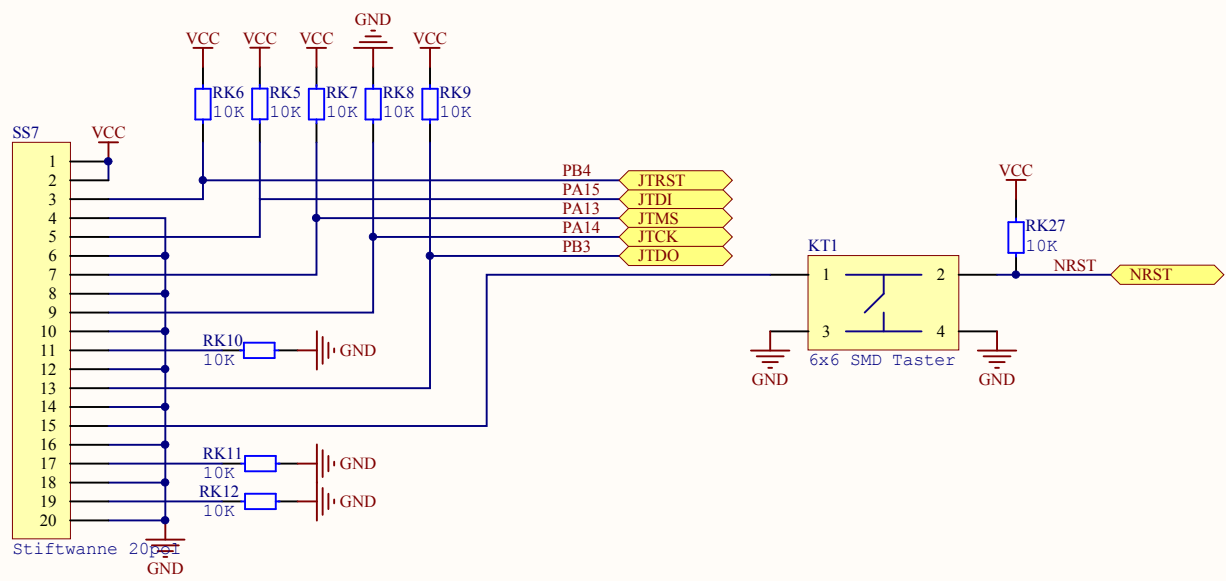 GND
VCC VCC VCC VCC
RK6 RK5 RK7 RK8 RK9
10K 10K 10K 10K 10K
SS7 VCC
1
2
3
4
5
6
7
8
9
10
11
12
13
14
15
16
17
18
19
20
Stiftwanne 20pol
GND
PB4 JTRST
PA15 JTDI
PA13 JTMS
PA14 JTCK
PB3 JTDO
RK10
10K
GND
RK11
10K
GND
RK12
10K
GND
KT1
1 2
3 4
6x6 SMD Taster
GND GND
VCC
RK27
10K
NRST NRST